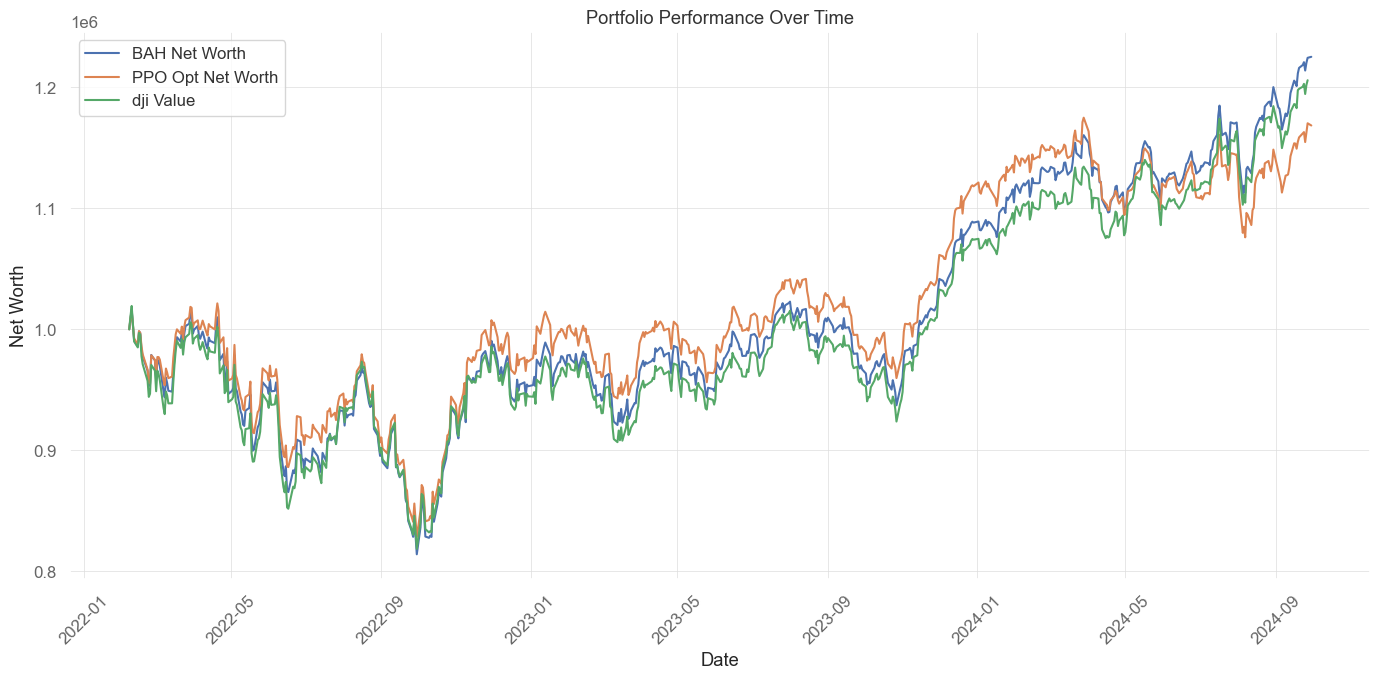 Portfolio Performance Over Time
1e6
BAH Net Worth
PPO Opt Net Worth
dji Value
1.2
1.1
1.0
0.9
0.8
Net Worth
2022-01
2022-05
2022-09
2023-01
2023-05
2023-09
2024-01
2024-05
2024-09
Date